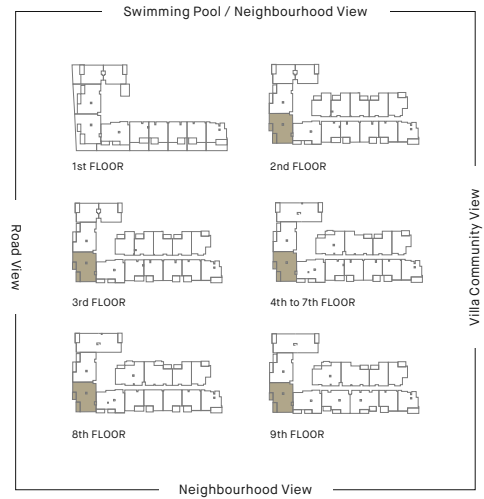 Swimming Pool / Neighbourhood View
1st FLOOR
2nd FLOOR
Road View
Villa Community View
3rd FLOOR
4th to 7th FLOOR
8th FLOOR
9th FLOOR
Neighbourhood View